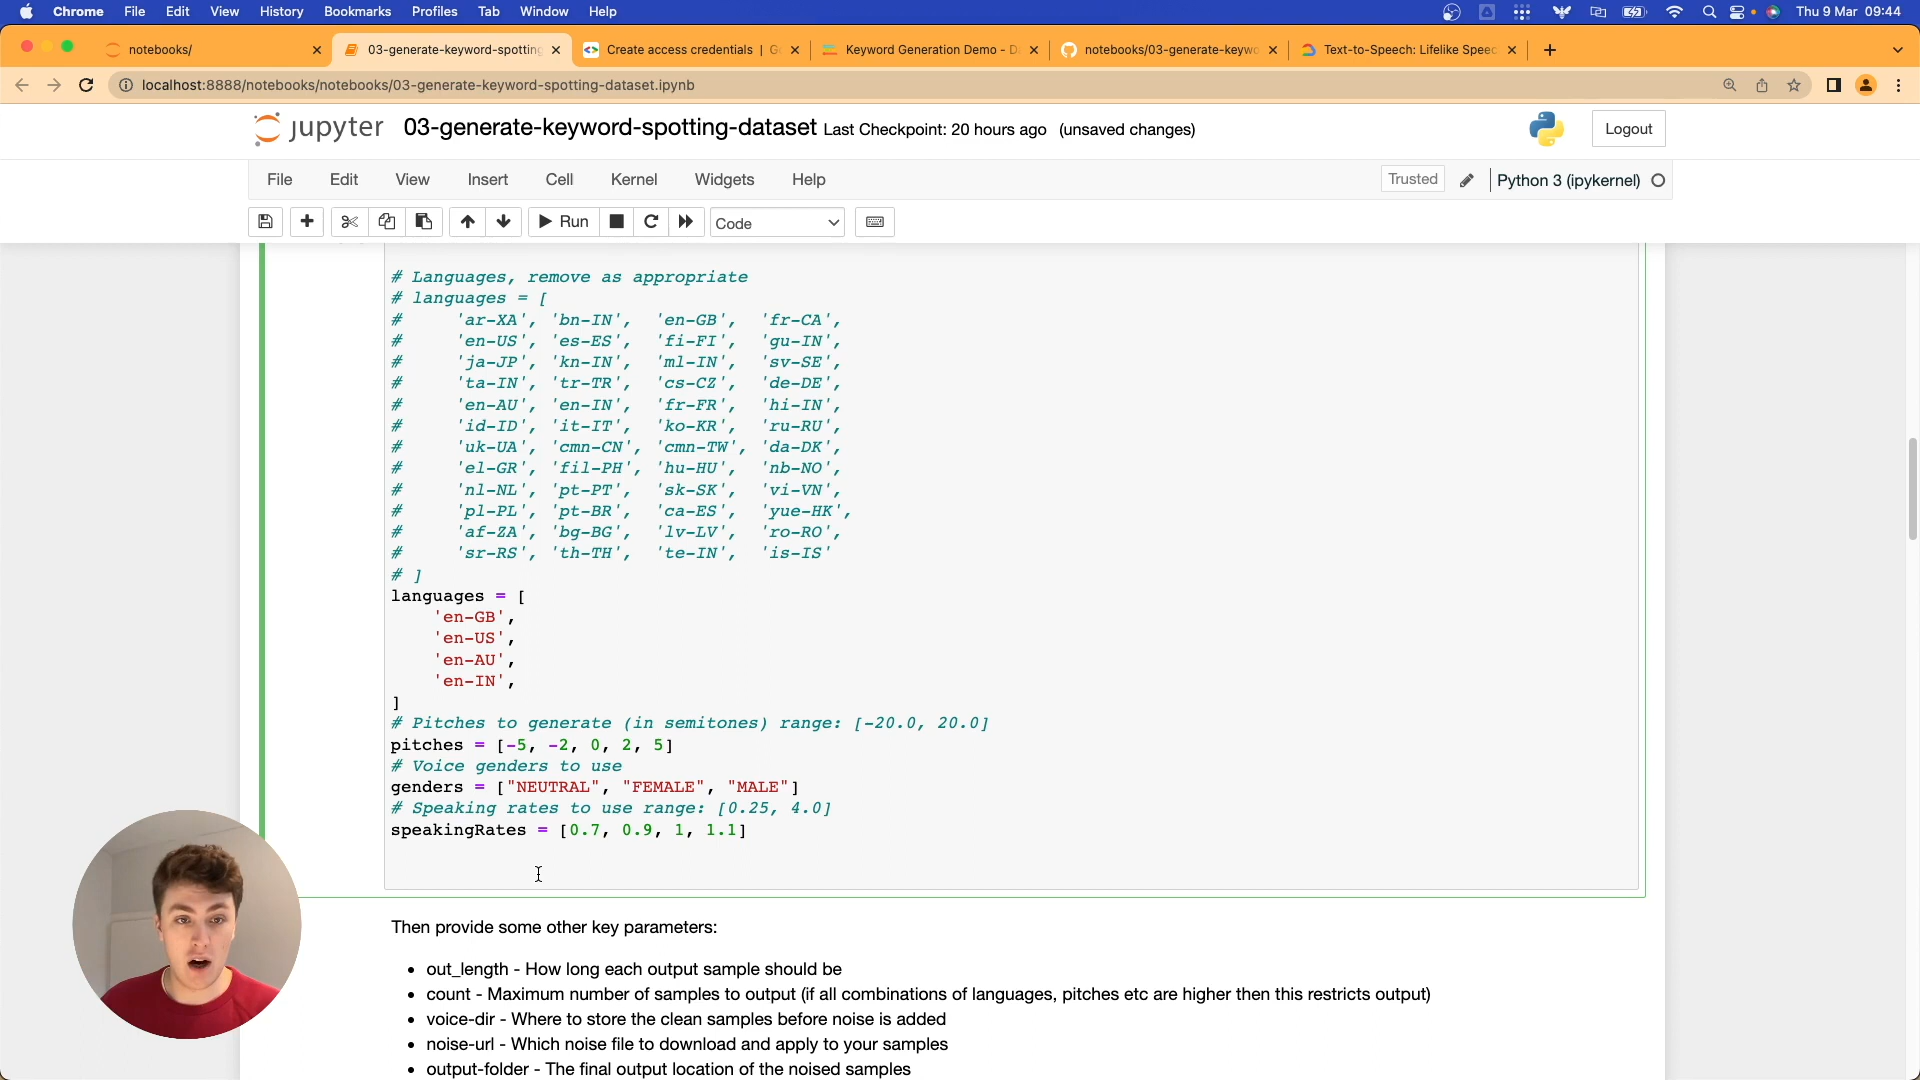 Chrome File Edit View History Bookmarks Profiles Tab Window Help Thu 9 Mar 09:44
notebooks/ 03-generate-keyword-spotting Create access credentials | Keyword Generation Demo - notebooks/03-generate-keywo Text-to-Speech: Lifelike Speec
localhost:8888/notebooks/notebooks/03-generate-keyword-spotting-dataset.ipynb
jupyter 03-generate-keyword-spotting-dataset Last Checkpoint: 20 hours ago (unsaved changes) Logout
File Edit View Insert Cell Kernel Widgets Help Trusted Python 3 (ipykernel)
Run Code
# Languages, remove as appropriate
# languages = [
# 'ar-XA', 'bn-IN', 'en-GB', 'fr-CA',
# 'en-US', 'es-ES', 'fi-FI', 'gu-IN',
# 'ja-JP', 'kn-IN', 'ml-IN', 'sv-SE',
# 'ta-IN', 'tr-TR', 'cs-CZ', 'de-DE',
# 'en-AU', 'en-IN', 'fr-FR', 'hi-IN',
# 'id-ID', 'it-IT', 'ko-KR', 'ru-RU',
# 'uk-UA', 'cmn-CN', 'cmn-TW', 'da-DK',
# 'el-GR', 'fil-PH', 'hu-HU', 'nb-NO',
# 'nl-NL', 'pt-PT', 'sk-SK', 'vi-VN',
# 'pl-PL', 'pt-BR', 'ca-ES', 'yue-HK',
# 'af-ZA', 'bg-BG', 'lv-LV', 'ro-RO',
# 'sr-RS', 'th-TH', 'te-IN', 'is-IS'
# ]
languages = [
'en-GB',
'en-US',
'en-AU',
'en-IN',
]
# Pitches to generate (in semitones) range: [-20.0, 20.0]
pitches = [-5, -2, 0, 2, 5]
# Voice genders to use
genders = ["NEUTRAL", "FEMALE", "MALE"]
# Speaking rates to use range: [0.25, 4.0]
speakingRates = [0.7, 0.9, 1, 1.1]
Then provide some other key parameters:
• out_length - How long each output sample should be
• count - Maximum number of samples to output (if all combinations of languages, pitches etc are higher then this restricts output)
• voice-dir - Where to store the clean samples before noise is added
• noise-url - Which noise file to download and apply to your samples
• output-folder - The final output location of the noised samples